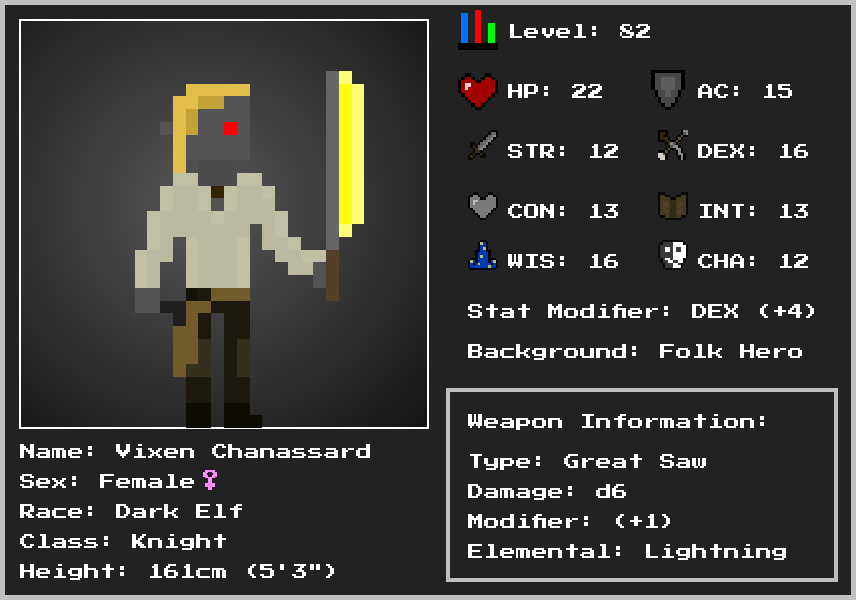 Level: 82
HP: 22
AC: 15
STR: 12
DEX: 16
CON: 13
INT: 13
WIS: 16
CHA: 12
Stat Modifier: DEX (+4)
Background: Folk Hero
Name: Vixen Chanassard
Sex: Female♀
Race: Dark Elf
Class: Knight
Height: 161cm (5'3")
Weapon Information:
Type: Great Saw
Damage: d6
Modifier: (+1)
Elemental: Lightning